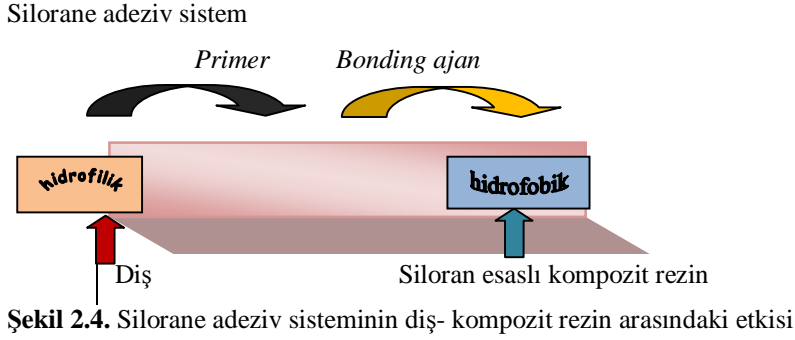 Silorane adeziv sistem
Primer Bonding ajan
hidrofilik hidrofobik
Diş Siloran esaslı kompozit rezin
Şekil 2.4. Silorane adeziv sisteminin diş- kompozit rezin arasındaki etkisi